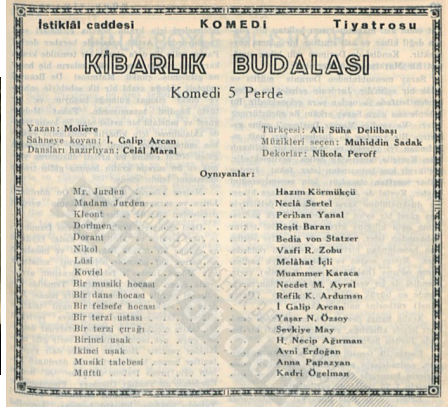 İstiklâl caddesi KOMEDİ Tiyatrosu
KİBARLIK BUDALASI
Komedi 5 Perde
Yazan: Molière
Sahneye koyan: İ. Galip Arcan
Dansları hazırlıyan: Celâl Maral
Türkçesi: Ali Süha Delilbaşı
Müzikleri seçen: Muhiddin Sadak
Dekorlar: Nikola Peroff
Oynıyanlar:
Mr. Jurden . . . . . Hazım Körmükçü
Madam Jurden . . . . . Neclâ Sertel
Kleont . . . . . Perihan Yanal
Dorimen . . . . . Reşit Baran
Dorant . . . . . Bedia von Statzer
Nikol . . . . . Vasfi R. Zobu
Lüsi . . . . . Melâhat İçli
Koviel . . . . . Muammer Karaca
Bir musiki hocası . . . . . Necdet M. Ayral
Bir dans hocası . . . . . Refik K. Arduman
Bir felsefe hocası . . . . . İ Galip Arcan
Bir terzi ustası . . . . . Yaşar N. Özsoy
Bir terzi çırağı . . . . . Şevkiye May
Birinci uşak . . . . . H. Necip Ağırman
İkinci uşak . . . . . Avni Erdoğan
Musiki talebesi . . . . . Anna Papazyan
Müftü . . . . . Kadri Ögelman